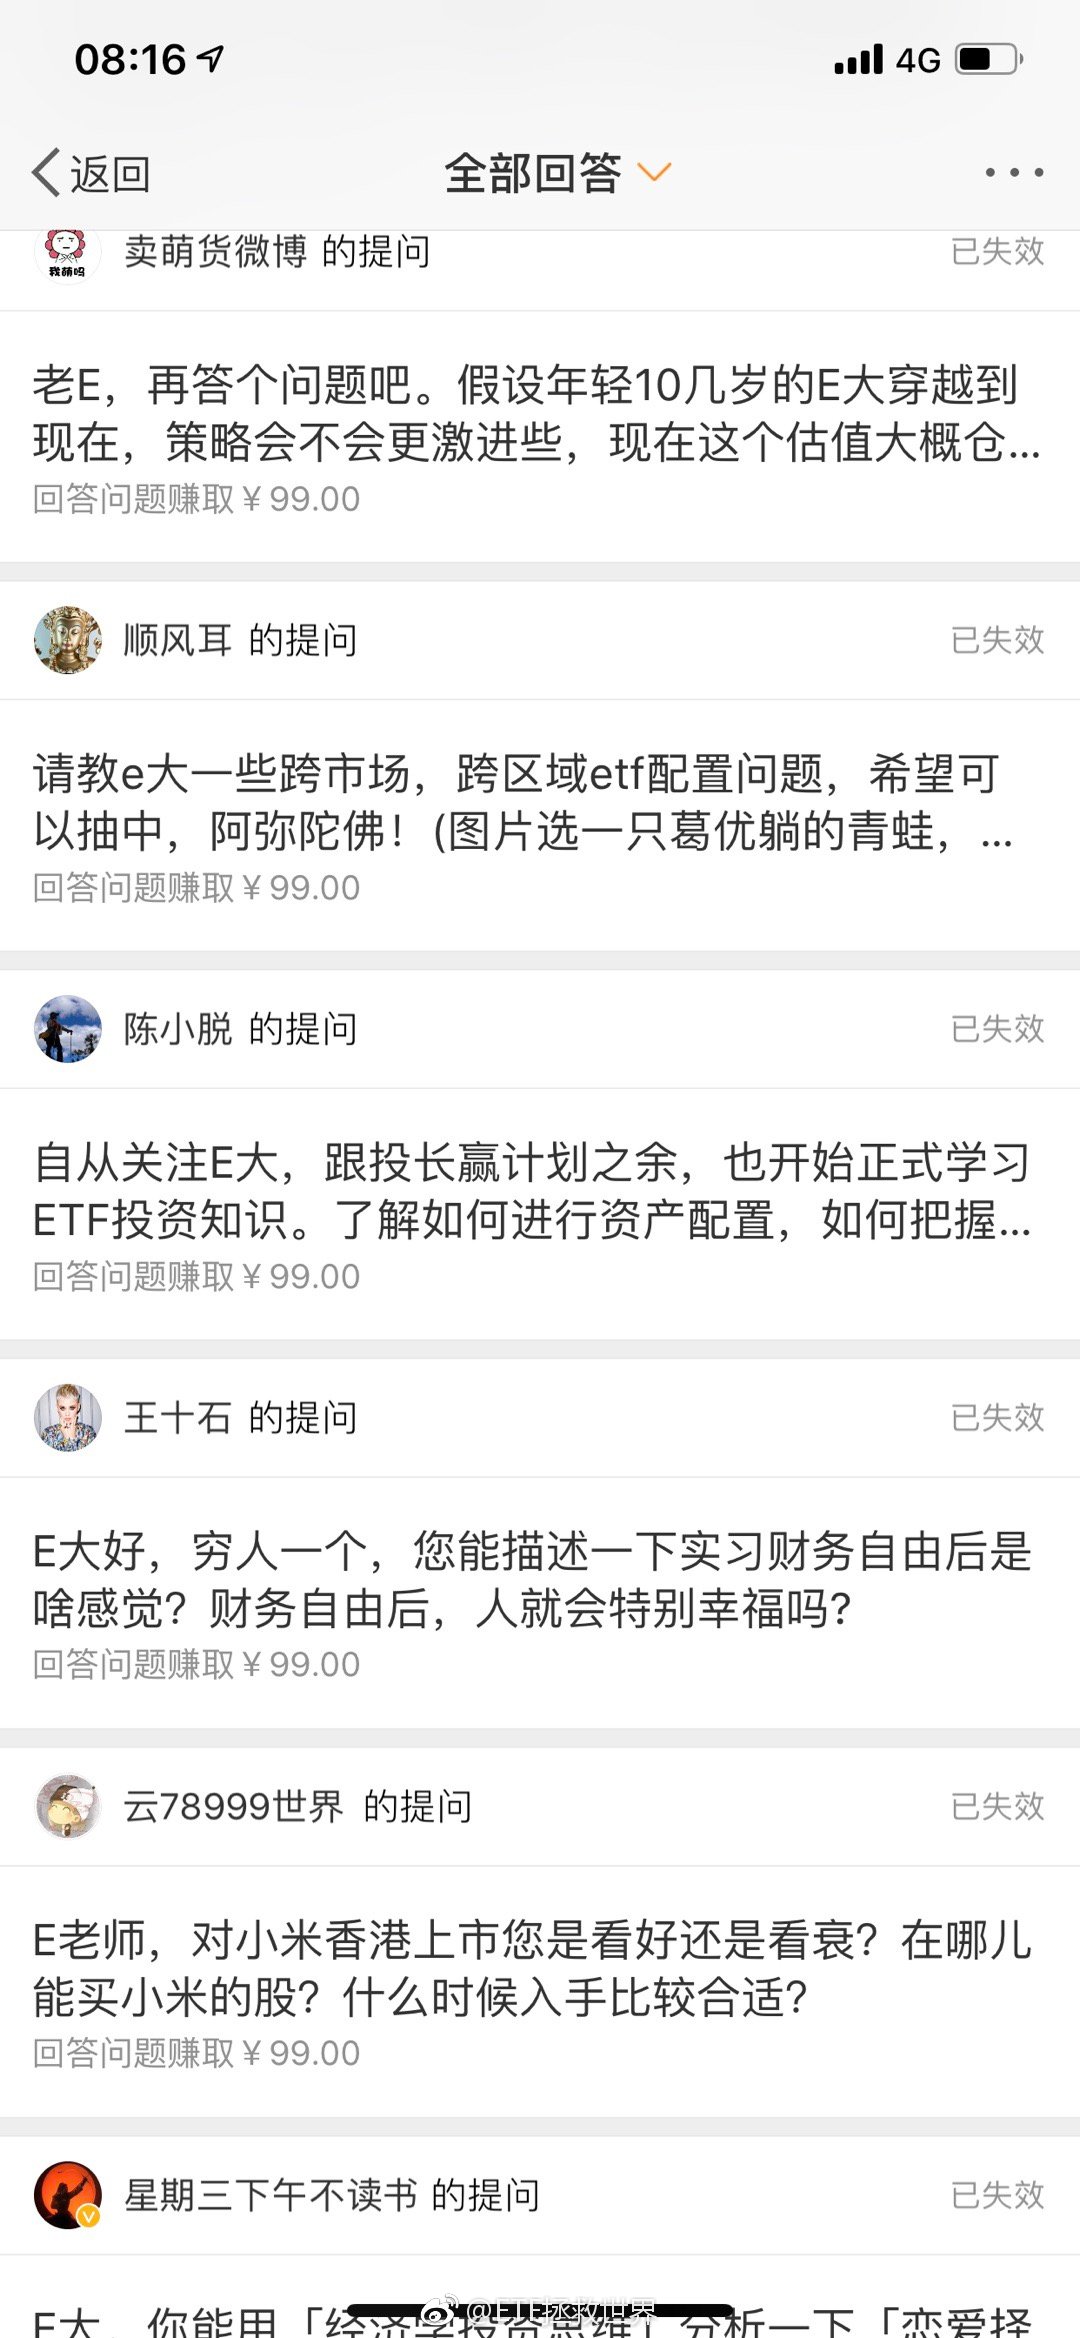 08:16
4G
返回
全部回答
我萌吗
卖萌货微博 的提问
已失效
老E，再答个问题吧。假设年轻10几岁的E大穿越到
现在，策略会不会更激进些，现在这个估值大概仓...
回答问题赚取 ¥ 99.00
顺风耳 的提问
已失效
请教e大一些跨市场，跨区域etf配置问题，希望可
以抽中，阿弥陀佛！(图片选一只葛优躺的青蛙，...
回答问题赚取 ¥ 99.00
陈小脱 的提问
已失效
自从关注E大，跟投长赢计划之余，也开始正式学习
ETF投资知识。了解如何进行资产配置，如何把握...
回答问题赚取 ¥ 99.00
王十石 的提问
已失效
E大好，穷人一个，您能描述一下实习财务自由后是
啥感觉？财务自由后，人就会特别幸福吗?
回答问题赚取 ¥ 99.00
云78999世界 的提问
已失效
E老师，对小米香港上市您是看好还是看衰？在哪儿
能买小米的股？什么时候入手比较合适？
回答问题赚取 ¥ 99.00
星期三下午不读书 的提问
已失效
E大，你能用「经济学投资思维」分析一下「恋爱择
@ETF拯救世界